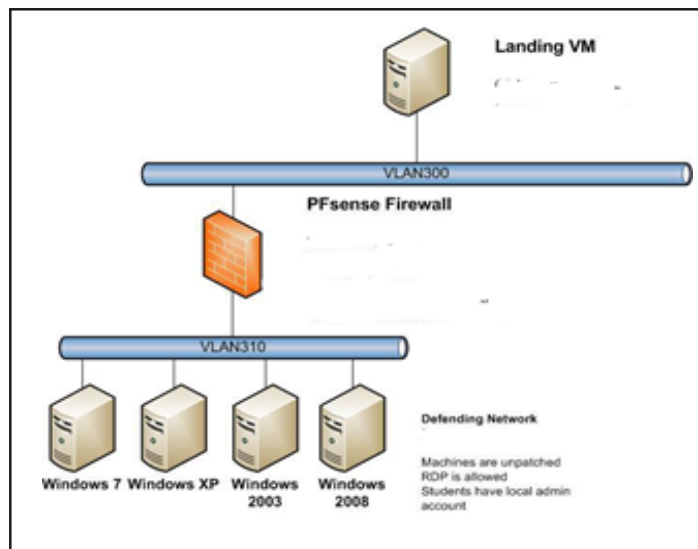 Landing VM
VLAN300
PFsense Firewall
VLAN310
Windows 7
Windows XP
Windows
2003
Windows
2008
Defending Network
Machines are unpatched
RDP is allowed
Students have local admin
account